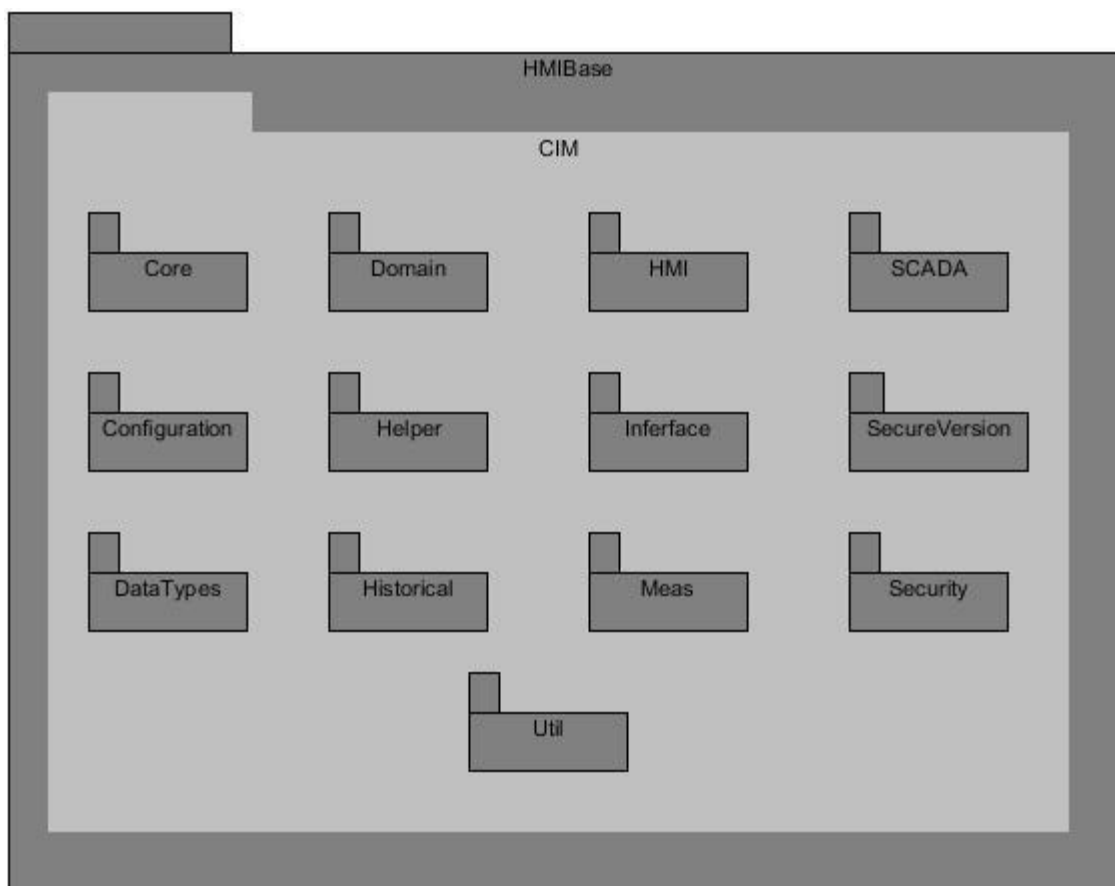 HMIBase
CIM
Core
Domain
HMI
SCADA
Configuration
Helper
Inferface
SecureVersion
DataTypes
Historical
Meas
Security
Util